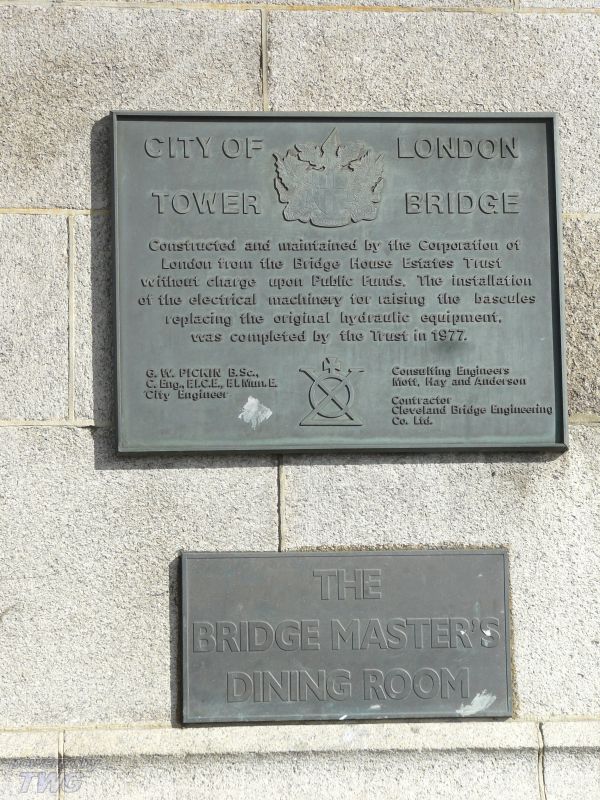 CITY OF LONDON
TOWER BRIDGE
Constructed and maintained by the Corporation of
London from the Bridge House Estates Trust
without charge upon Public Funds. The installation
of the electrical machinery for raising the bascules
replacing the original hydraulic equipment,
was completed by the Trust in 1977.
G. W. PICKIN B.Sc.,
C. Eng., F.I.C.E., F.I. Mun. E.
City Engineer
Consulting Engineers
Mott, Hay and Anderson
Contractor
Cleveland Bridge Engineering
Co. Ltd.
THE
BRIDGE MASTER'S
DINING ROOM
TWC